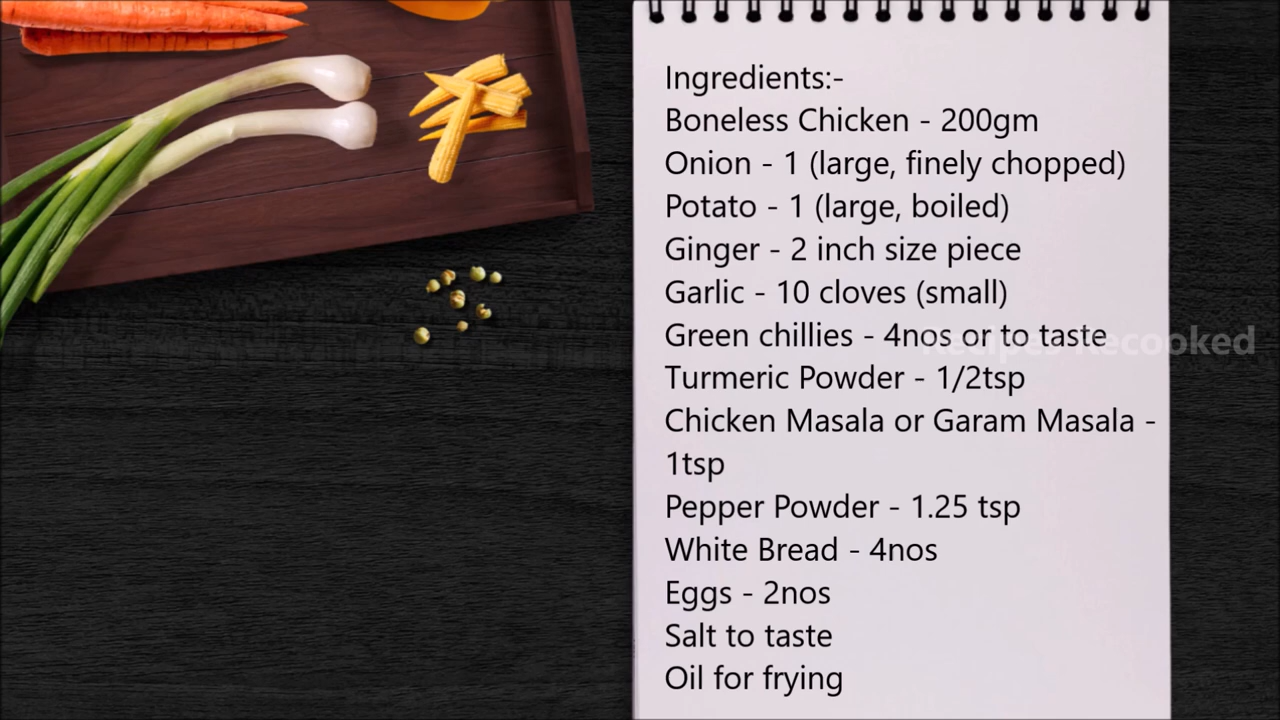 Ingredients:-
Boneless Chicken - 200gm
Onion - 1 (large, finely chopped)
Potato - 1 (large, boiled)
Ginger - 2 inch size piece
Garlic - 10 cloves (small)
Green chillies - 4nos or to taste
Recipes Recooked
Turmeric Powder - 1/2tsp
Chicken Masala or Garam Masala -
1tsp
Pepper Powder - 1.25 tsp
White Bread - 4nos
Eggs - 2nos
Salt to taste
Oil for frying